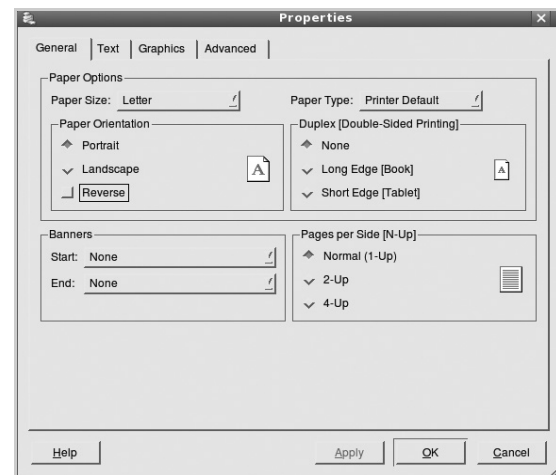 Properties
General Text Graphics Advanced
Paper Options
Paper Size: Letter
Paper Type: Printer Default
Paper Orientation
Portrait
Landscape
Reverse
A
Duplex [Double-Sided Printing]
None
Long Edge [Book]
Short Edge [Tablet]
A
Banners
Start: None
End: None
Pages per Side [N-Up]
Normal (1-Up)
2-Up
4-Up
Help Apply OK Cancel